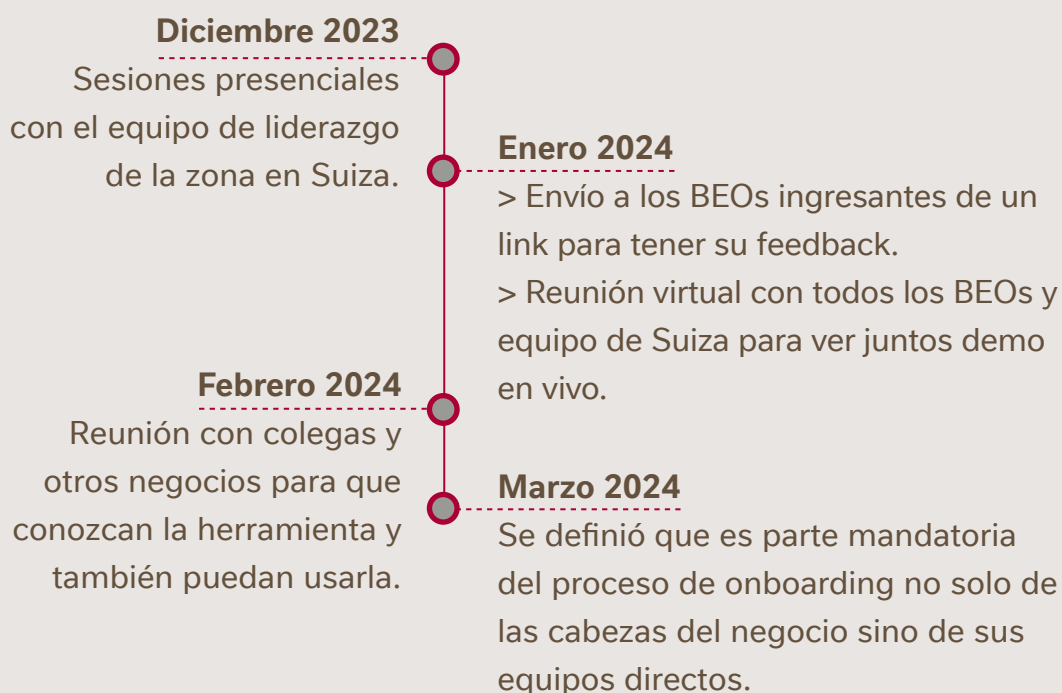 Diciembre 2023
Sesiones presenciales
con el equipo de liderazgo
de la zona en Suiza.
Enero 2024
> Envío a los BEOs ingresantes de un
link para tener su feedback.
> Reunión virtual con todos los BEOs y
equipo de Suiza para ver juntos demo
en vivo.
Febrero 2024
Reunión con colegas y
otros negocios para que
conozcan la herramienta y
también puedan usarla.
Marzo 2024
Se definió que es parte mandatoria
del proceso de onboarding no solo de
las cabezas del negocio sino de sus
equipos directos.